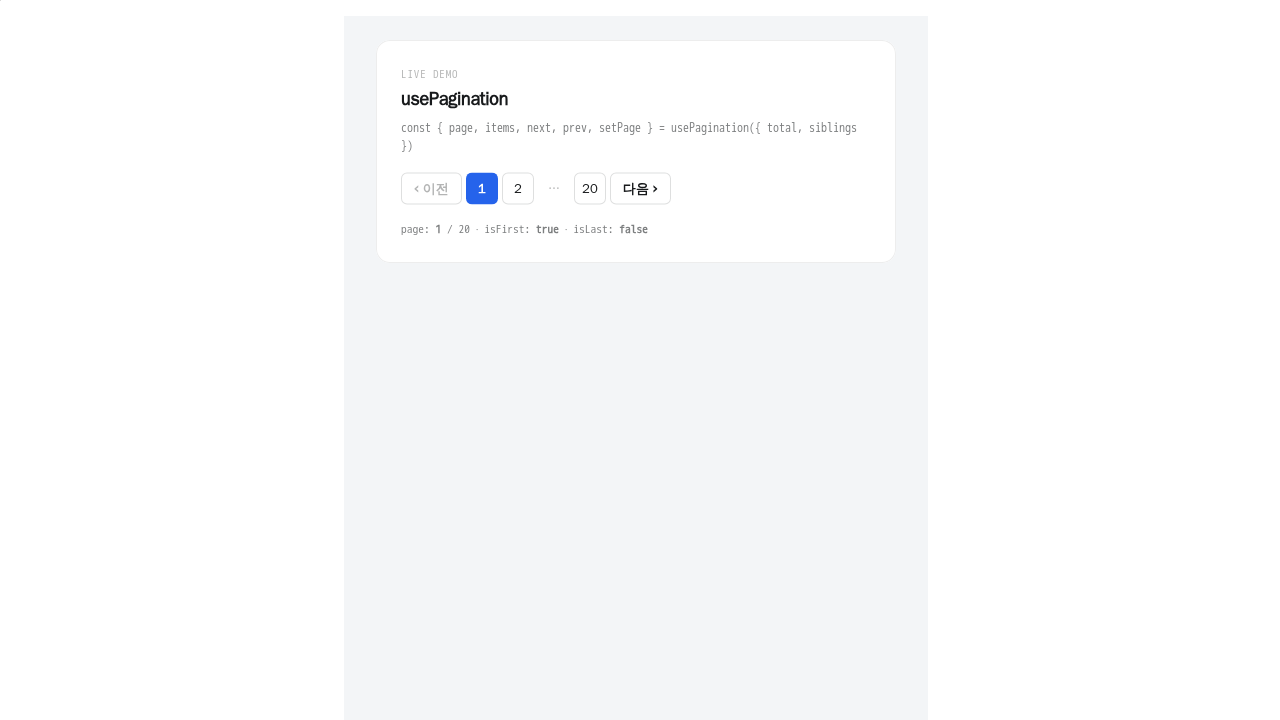 LIVE DEMO
usePagination
const { page, items, next, prev, setPage } = usePagination({ total, siblings
})
‹ 이전 1 2 ··· 20 다음 ›
page: 1 / 20 · isFirst: true · isLast: false